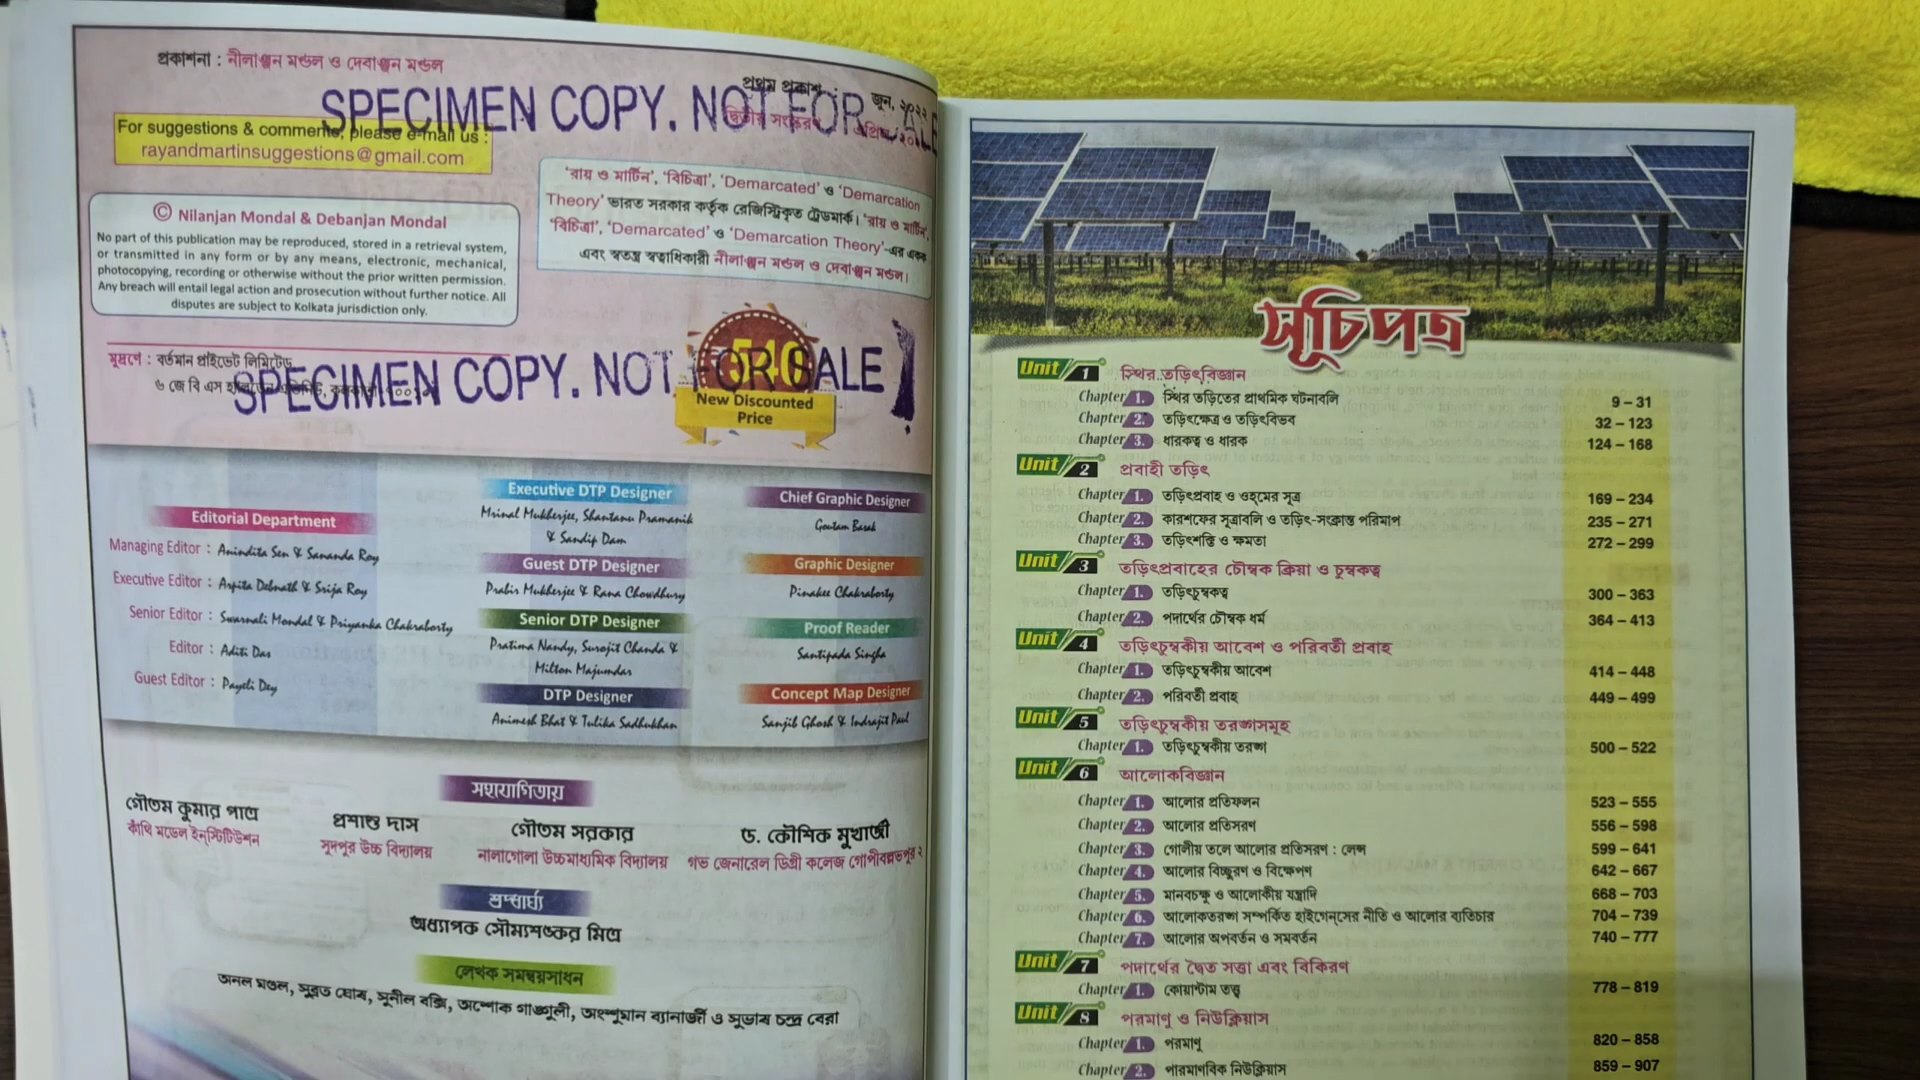 প্রকাশনা : নীলাঞ্জন মণ্ডল ও দেবাঞ্জন মণ্ডল
প্রথম প্রকাশ : জুন, ২০২২
SPECIMEN COPY. NOT FOR SALE
দ্বিতীয় সংস্করণ
For suggestions & comments, please e-mail us :
rayandmartinsuggestions@gmail.com
© Nilanjan Mondal & Debanjan Mondal
No part of this publication may be reproduced, stored in a retrieval system,
or transmitted in any form or by any means, electronic, mechanical,
photocopying, recording or otherwise without the prior written permission.
Any breach will entail legal action and prosecution without further notice. All
disputes are subject to Kolkata jurisdiction only.
‘রায় ও মার্টিন’, ‘বিচিত্রা’, ‘Demarcated’ ও ‘Demarcation
Theory’ ভারত সরকার কর্তৃক রেজিস্ট্রিকৃত ট্রেডমার্ক। ‘রায় ও মার্টিন’,
‘বিচিত্রা’, ‘Demarcated’ ও ‘Demarcation Theory’-এর একক
এবং স্বতন্ত্র স্বত্বাধিকারী নীলাঞ্জন মণ্ডল ও দেবাঞ্জন মণ্ডল।
মুদ্রণে : বর্তমান প্রাইভেট লিমিটেড
৬ জে বি এস
SPECIMEN COPY. NOT FOR SALE !
540
New Discounted
Price
Editorial Department
Managing Editor : Anindita Sen & Sananda Roy
Executive Editor : Arpita Debnath & Srija Roy
Senior Editor : Swarnali Mondal & Priyanka Chakraborty
Editor : Aditi Das
Guest Editor : Payeli Dey
Executive DTP Designer
Mrinal Mukherjee, Shantanu Pramanik
& Sandip Dam
Guest DTP Designer
Prabir Mukherjee & Rana Chowdhury
Senior DTP Designer
Pratima Nandy, Surojit Chanda &
Milton Majumdar
DTP Designer
Animesh Bhat & Tulika Sadhukhan
Chief Graphic Designer
Goutam Basak
Graphic Designer
Pinakee Chakraborty
Proof Reader
Santipada Singha
Concept Map Designer
Sanjib Ghosh & Indrajit Paul
সহযোগিতায়
গৌতম কুমার পাত্র
কাঁথি মডেল ইন্‌স্টিটিউশন
প্রশান্ত দাস
সুদপুর উচ্চ বিদ্যালয়
গৌতম সরকার
নালাগোলা উচ্চমাধ্যমিক বিদ্যালয়
ড. কৌশিক মুখার্জী
গভ জেনারেল ডিগ্রী কলেজ গোপীবল্লভপুর ২
শ্রদ্ধার্ঘ্য
অধ্যাপক সৌম্যশঙ্কর মিত্র
লেখক সমন্বয়সাধন
অনল মণ্ডল, সুব্রত ঘোষ, সুনীল বক্সি, অশোক গাঙ্গুলী, অংশুমান ব্যানার্জী ও সুভাষ চন্দ্র বেরা
সূচিপত্র
Unit 1 স্থির তড়িৎবিজ্ঞান
Chapter 1. স্থির তড়িতের প্রাথমিক ঘটনাবলি 9 – 31
Chapter 2. তড়িৎক্ষেত্র ও তড়িৎবিভব 32 – 123
Chapter 3. ধারকত্ব ও ধারক 124 – 168
Unit 2 প্রবাহী তড়িৎ
Chapter 1. তড়িৎপ্রবাহ ও ওহ্‌মের সূত্র 169 – 234
Chapter 2. কারশফের সূত্রাবলি ও তড়িৎ-সংক্রান্ত পরিমাপ 235 – 271
Chapter 3. তড়িৎশক্তি ও ক্ষমতা 272 – 299
Unit 3 তড়িৎপ্রবাহের চৌম্বক ক্রিয়া ও চুম্বকত্ব
Chapter 1. তড়িৎচুম্বকত্ব 300 – 363
Chapter 2. পদার্থের চৌম্বক ধর্ম 364 – 413
Unit 4 তড়িৎচুম্বকীয় আবেশ ও পরিবর্তী প্রবাহ
Chapter 1. তড়িৎচুম্বকীয় আবেশ 414 – 448
Chapter 2. পরিবর্তী প্রবাহ 449 – 499
Unit 5 তড়িৎচুম্বকীয় তরঙ্গসমূহ
Chapter 1. তড়িৎচুম্বকীয় তরঙ্গ 500 – 522
Unit 6 আলোকবিজ্ঞান
Chapter 1. আলোর প্রতিফলন 523 – 555
Chapter 2. আলোর প্রতিসরণ 556 – 598
Chapter 3. গোলীয় তলে আলোর প্রতিসরণ : লেন্স 599 – 641
Chapter 4. আলোর বিচ্ছুরণ ও বিক্ষেপণ 642 – 667
Chapter 5. মানবচক্ষু ও আলোকীয় যন্ত্রাদি 668 – 703
Chapter 6. আলোকতরঙ্গ সম্পর্কিত হাইগেন্‌সের নীতি ও আলোর ব্যতিচার 704 – 739
Chapter 7. আলোর অপবর্তন ও সমবর্তন 740 – 777
Unit 7 পদার্থের দ্বৈত সত্তা এবং বিকিরণ
Chapter 1. কোয়ান্টাম তত্ত্ব 778 – 819
Unit 8 পরমাণু ও নিউক্লিয়াস
Chapter 1. পরমাণু 820 – 858
Chapter 2. পারমাণবিক নিউক্লিয়াস 859 – 907